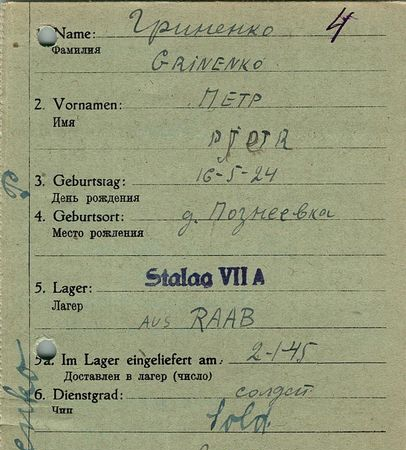 Name: Гриненко 4
Фамилия
GRINENKO
2. Vornamen: ПЕТР
Имя
PJOTR
3. Geburtstag: 16-5-24
День рождения
4. Geburtsort: д. Познеевка
Место рождения
5. Lager: Stalag VII A
Лагерь
aus RAAB
5a. Im Lager eingeliefert am 2-1-45
Доставлен в лагерь (число)
6. Dienstgrad: солдат
Чин
Sold.